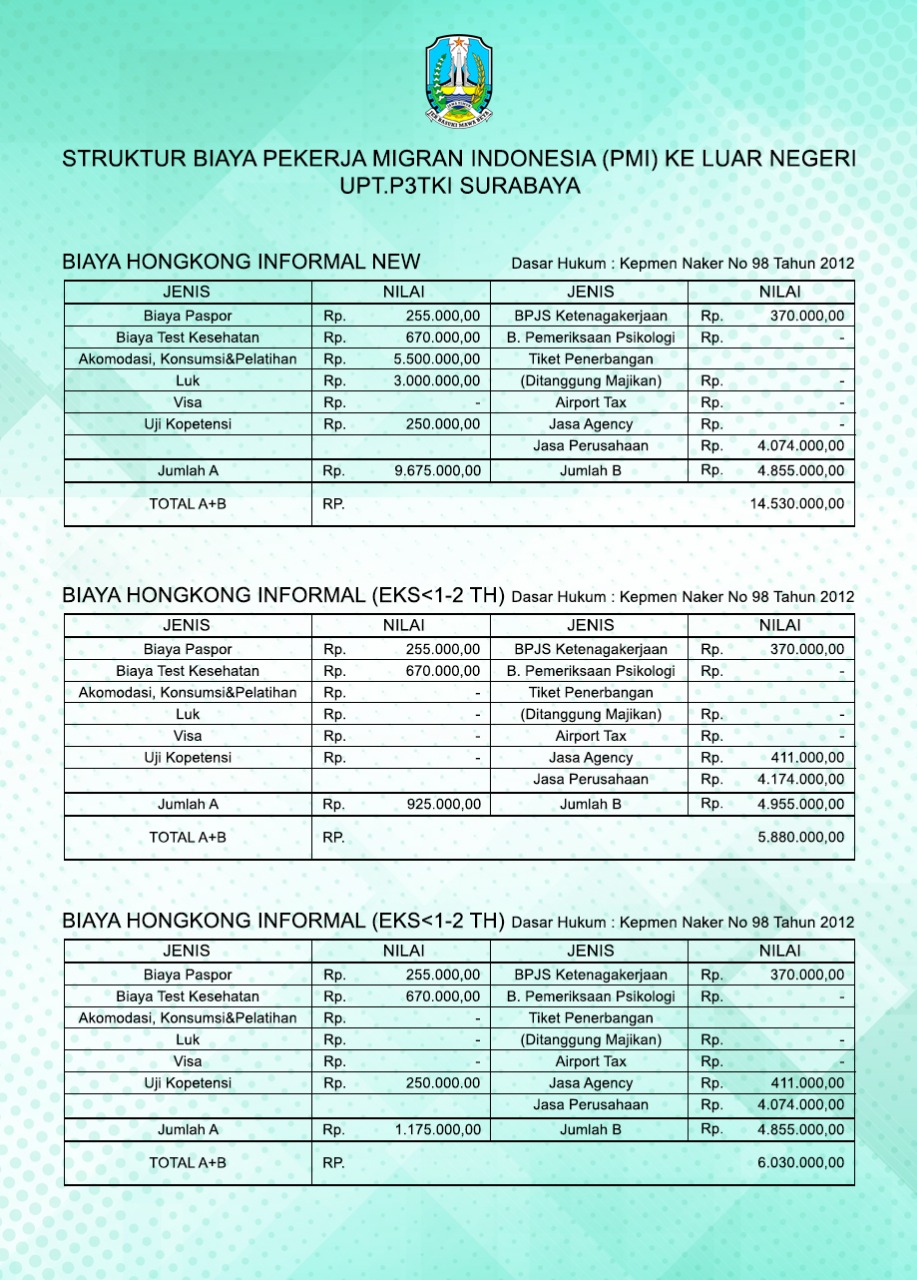 JER BASUKI MAWA BEYA
STRUKTUR BIAYA PEKERJA MIGRAN INDONESIA (PMI) KE LUAR NEGERI
UPT.P3TKI SURABAYA
BIAYA HONGKONG INFORMAL NEW Dasar Hukum : Kepmen Naker No 98 Tahun 2012
JENIS NILAI JENIS NILAI
Biaya Paspor Rp. 255.000,00 BPJS Ketenagakerjaan Rp. 370.000,00
Biaya Test Kesehatan Rp. 670.000,00 B. Pemeriksaan Psikologi Rp. -
Akomodasi, Konsumsi&Pelatihan Rp. 5.500.000,00 Tiket Penerbangan
Luk Rp. 3.000.000,00 (Ditanggung Majikan) Rp. -
Visa Rp. - Airport Tax Rp. -
Uji Kopetensi Rp. 250.000,00 Jasa Agency Rp. -
Jasa Perusahaan Rp. 4.074.000,00
Jumlah A Rp. 9.675.000,00 Jumlah B Rp. 4.855.000,00
TOTAL A+B RP. 14.530.000,00
BIAYA HONGKONG INFORMAL (EKS<1-2 TH) Dasar Hukum : Kepmen Naker No 98 Tahun 2012
JENIS NILAI JENIS NILAI
Biaya Paspor Rp. 255.000,00 BPJS Ketenagakerjaan Rp. 370.000,00
Biaya Test Kesehatan Rp. 670.000,00 B. Pemeriksaan Psikologi Rp. -
Akomodasi, Konsumsi&Pelatihan Rp. - Tiket Penerbangan
Luk Rp. - (Ditanggung Majikan) Rp. -
Visa Rp. - Airport Tax Rp. -
Uji Kopetensi Rp. - Jasa Agency Rp. 411.000,00
Jasa Perusahaan Rp. 4.174.000,00
Jumlah A Rp. 925.000,00 Jumlah B Rp. 4.955.000,00
TOTAL A+B RP. 5.880.000,00
BIAYA HONGKONG INFORMAL (EKS<1-2 TH) Dasar Hukum : Kepmen Naker No 98 Tahun 2012
JENIS NILAI JENIS NILAI
Biaya Paspor Rp. 255.000,00 BPJS Ketenagakerjaan Rp. 370.000,00
Biaya Test Kesehatan Rp. 670.000,00 B. Pemeriksaan Psikologi Rp. -
Akomodasi, Konsumsi&Pelatihan Rp. - Tiket Penerbangan
Luk Rp. - (Ditanggung Majikan) Rp. -
Visa Rp. - Airport Tax Rp. -
Uji Kopetensi Rp. 250.000.00 Jasa Agency Rp. 411.000,00
Jasa Perusahaan Rp. 4.074.000,00
Jumlah A Rp. 1.175.000,00 Jumlah B Rp. 4.855.000,00
TOTAL A+B RP. 6.030.000,00